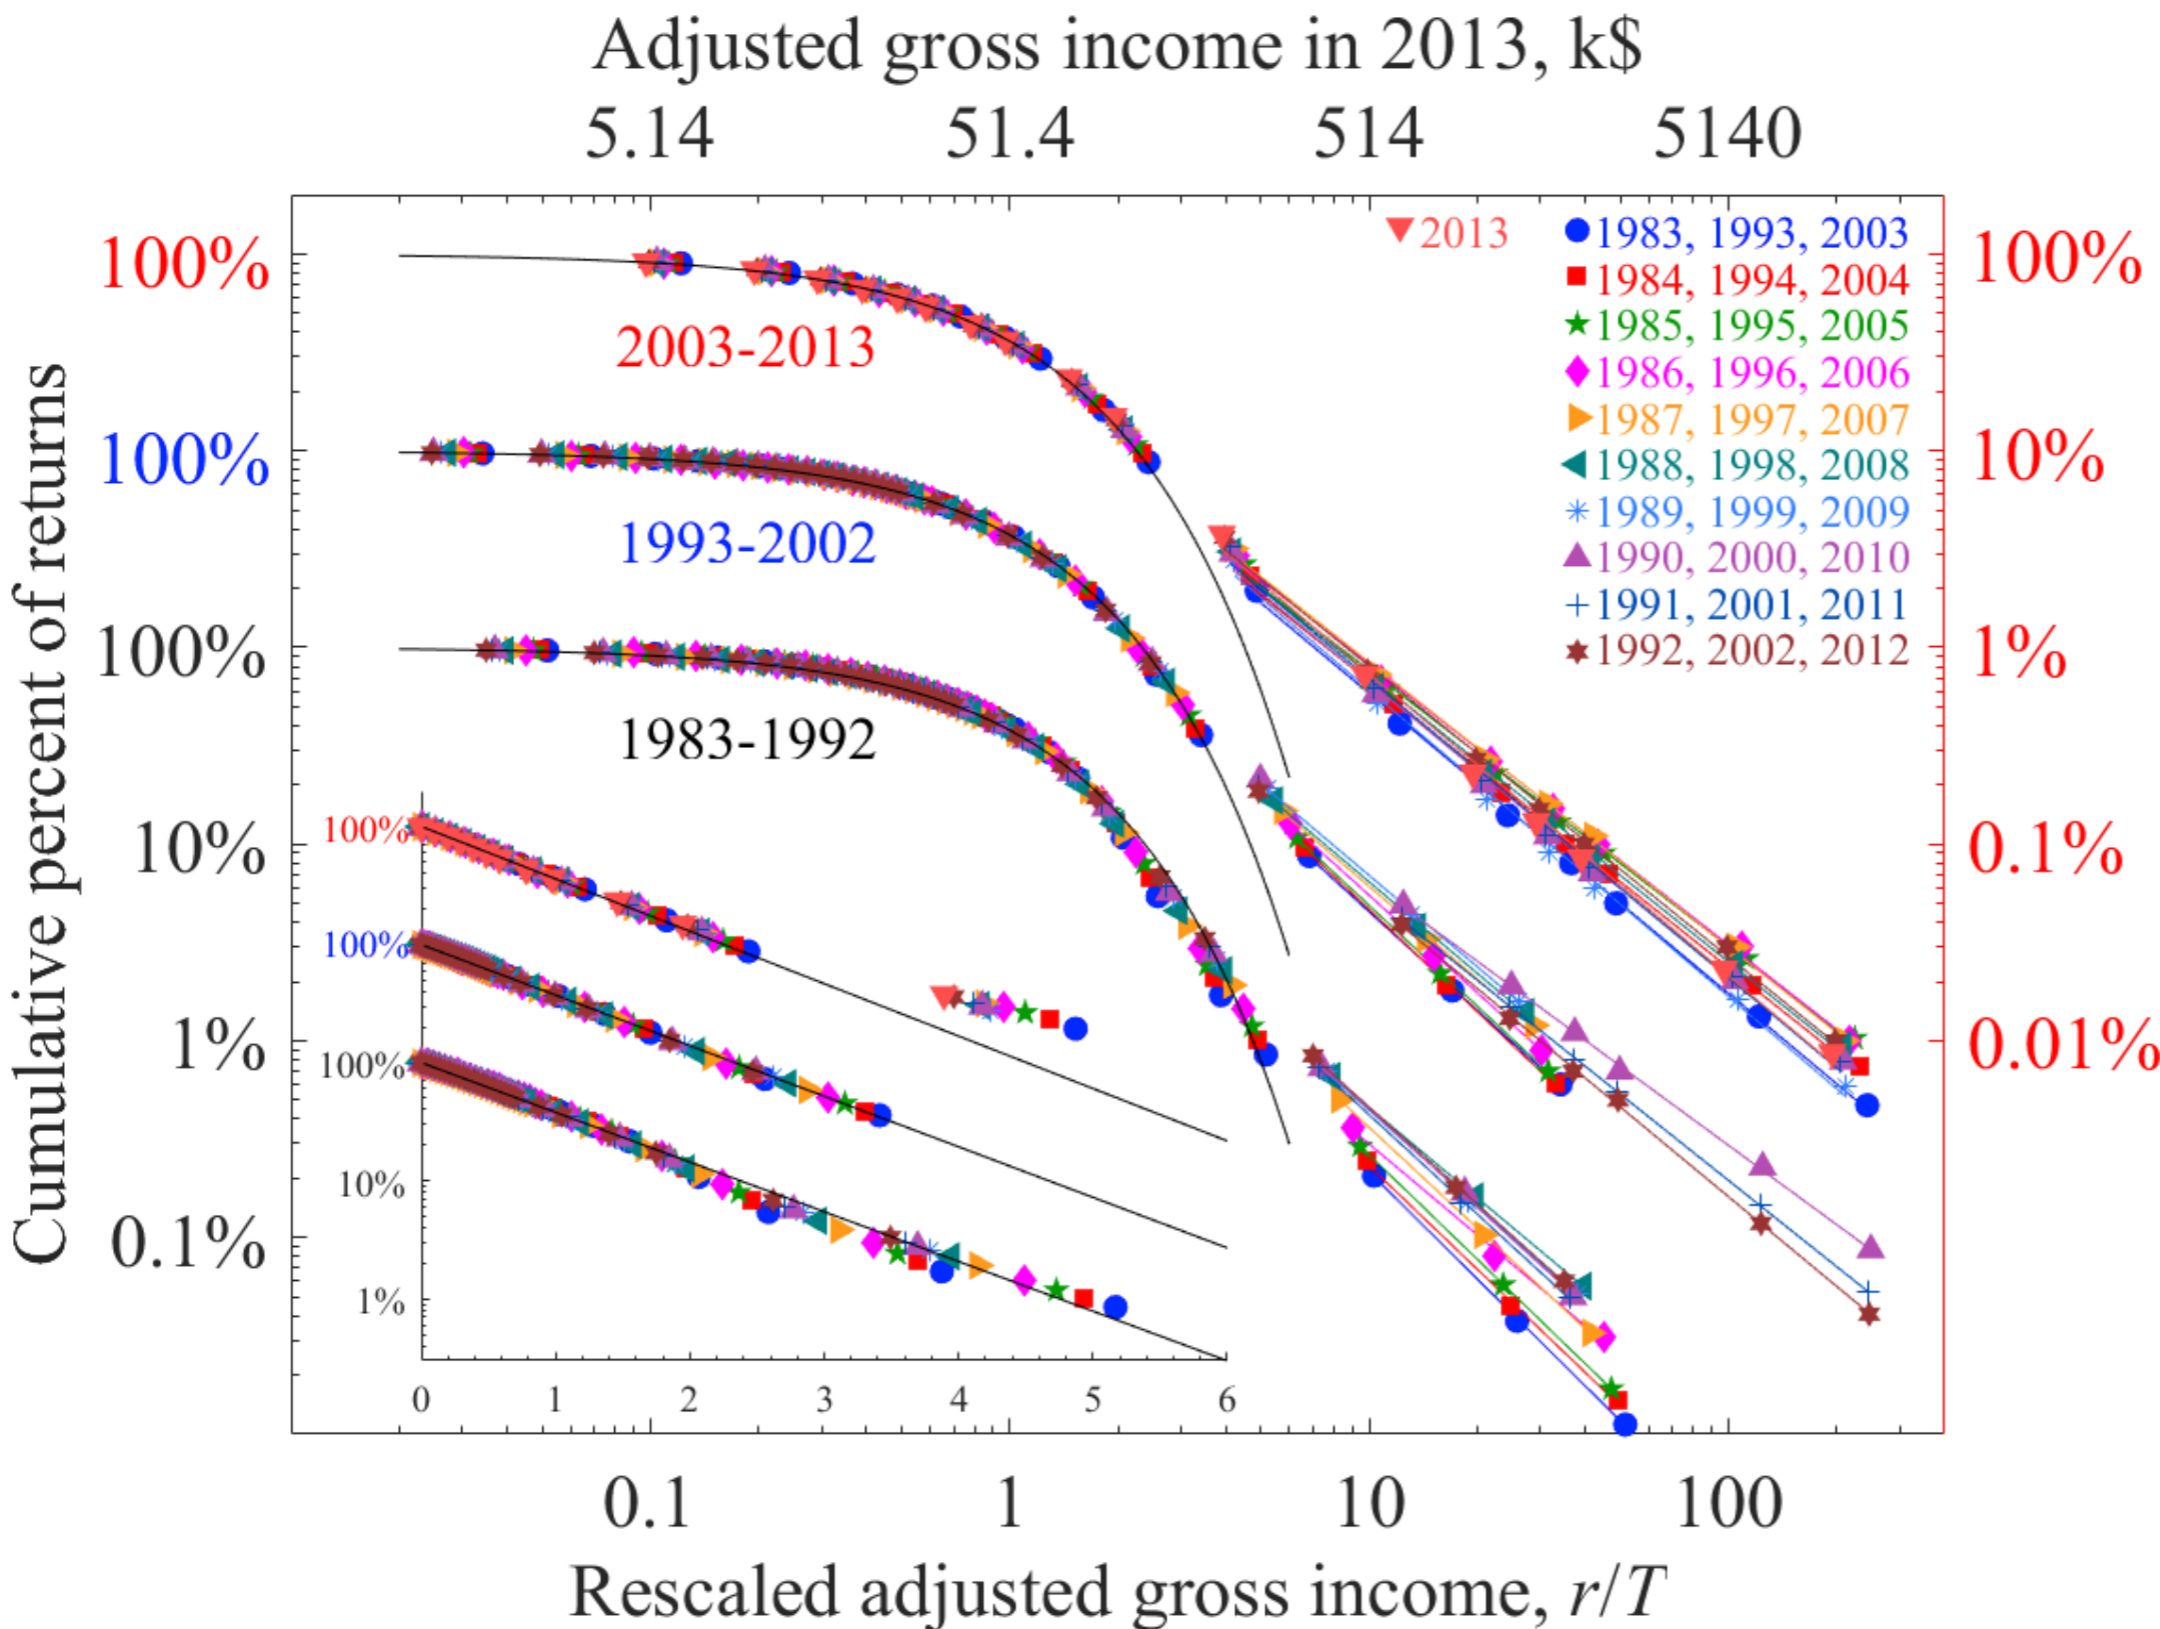 Adjusted gross income in 2013, k$
5.14 51.4 514 5140
2013
1983, 1993, 2003
1984, 1994, 2004
1985, 1995, 2005
1986, 1996, 2006
1987, 1997, 2007
1988, 1998, 2008
1989, 1999, 2009
1990, 2000, 2010
1991, 2001, 2011
1992, 2002, 2012
Cumulative percent of returns
100%
100%
100%
10%
1%
0.1%
2003-2013
1993-2002
1983-1992
100%
100%
100%
10%
1%
0 1 2 3 4 5 6
100%
10%
1%
0.1%
0.01%
0.1 1 10 100
Rescaled adjusted gross income, r/T